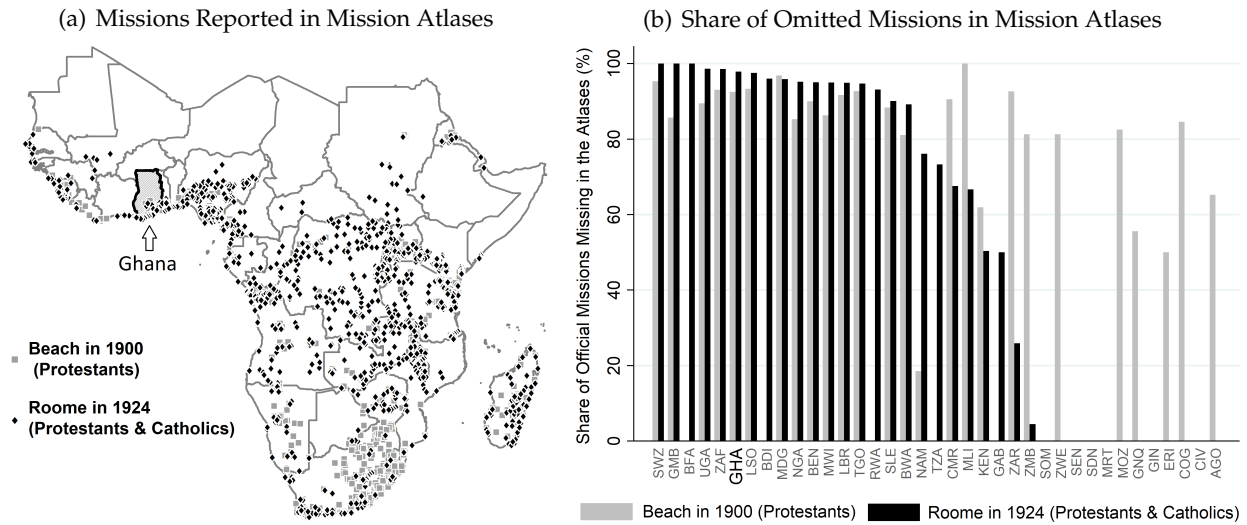 (a) Missions Reported in Mission Atlases
Ghana
Beach in 1900
(Protestants)
Roome in 1924
(Protestants & Catholics)
(b) Share of Omitted Missions in Mission Atlases
Share of Official Missions Missing in the Atlases (%)
100
80
60
40
20
0
SWZ
GMB
BFA
UGA
ZAF
GHA
LSO
BDI
MDG
NGA
BEN
MWI
LBR
TGO
RWA
SLE
BWA
NAM
TZA
CMR
MLI
KEN
GAB
ZAR
ZMB
SOM
ZWE
SEN
SDN
MRT
MOZ
GNQ
GIN
ERI
COG
CIV
AGO
Beach in 1900 (Protestants)
Roome in 1924 (Protestants & Catholics)